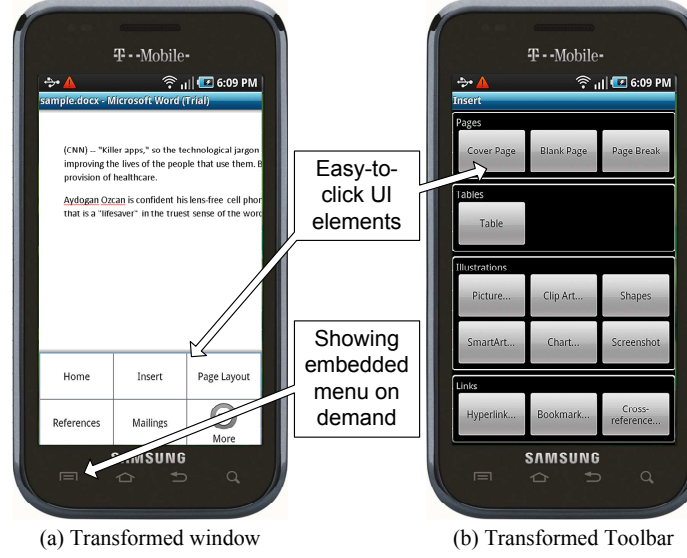 T··Mobile·
6:09 PM
sample.docx - Microsoft Word (Trial)
(CNN) -- "Killer apps," so the technological jargon
improving the lives of the people that use them. B
provision of healthcare.
Aydogan Ozcan is confident his lens-free cell phon
that is a "lifesaver" in the truest sense of the word
Home
Insert
Page Layout
References
Mailings
More
SAMSUNG
Easy-to-
click UI
elements
Showing
embedded
menu on
demand
T··Mobile·
6:09 PM
Insert
Pages
Cover Page
Blank Page
Page Break
Tables
Table
Illustrations
Picture...
Clip Art...
Shapes
SmartArt...
Chart...
Screenshot
Links
Hyperlink...
Bookmark...
Cross-
reference...
SAMSUNG
(a) Transformed window
(b) Transformed Toolbar